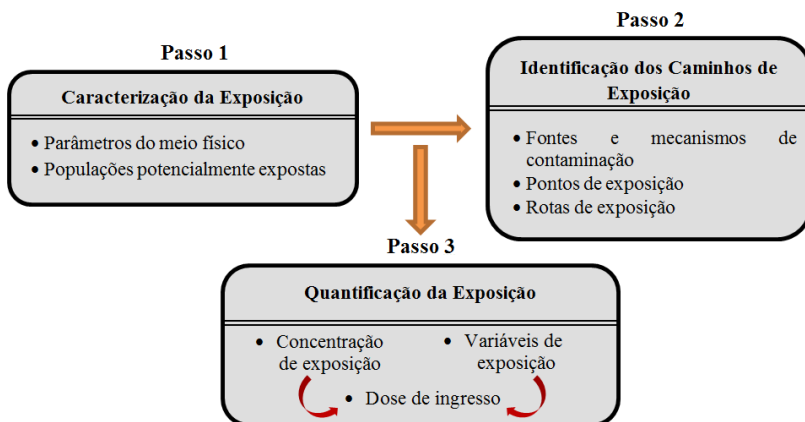 Passo 1
Caracterização da Exposição
• Parâmetros do meio físico
• Populações potencialmente expostas
Passo 2
Identificação dos Caminhos de
Exposição
• Fontes e mecanismos de
contaminação
• Pontos de exposição
• Rotas de exposição
Passo 3
Quantificação da Exposição
• Concentração
de exposição
• Variáveis de
exposição
• Dose de ingresso